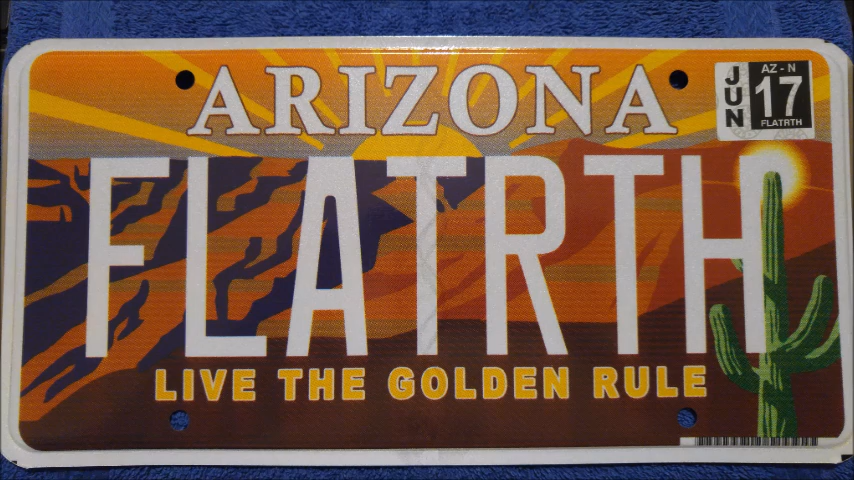 ARIZONA
JUN
AZ - N
17
FLATRTH
FLATRTH
LIVE THE GOLDEN RULE